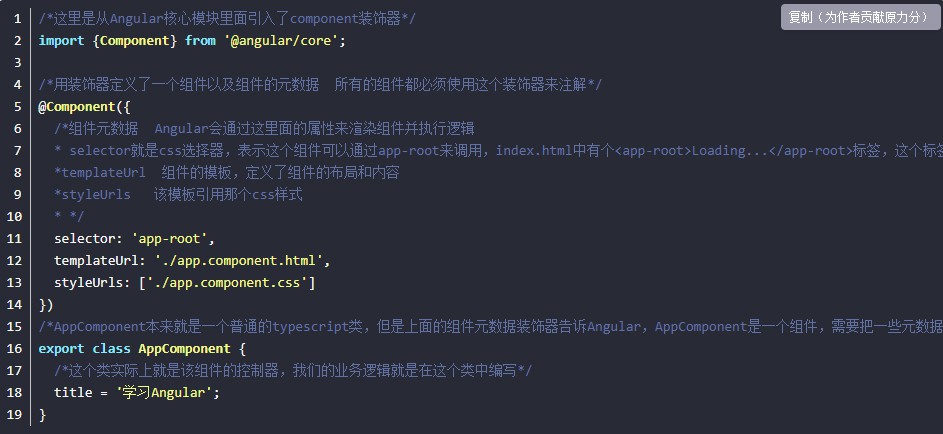 复制（为作者贡献原力分）
1 /*这里是从Angular核心模块里面引入了component装饰器*/
2 import {Component} from '@angular/core';
3
4 /*用装饰器定义了一个组件以及组件的元数据  所有的组件都必须使用这个装饰器来注解*/
5 @Component({
6   /*组件元数据  Angular会通过这里面的属性来渲染组件并执行逻辑
7   * selector就是css选择器，表示这个组件可以通过app-root来调用，index.html中有个<app-root>Loading...</app-root>标签，这个标签
8   *templateUrl  组件的模板，定义了组件的布局和内容
9   *styleUrls   该模板引用那个css样式
10   * */
11   selector: 'app-root',
12   templateUrl: './app.component.html',
13   styleUrls: ['./app.component.css']
14 })
15 /*AppComponent本来就是一个普通的typescript类，但是上面的组件元数据装饰器告诉Angular，AppComponent是一个组件，需要把一些元数据
16 export class AppComponent {
17   /*这个类实际上就是该组件的控制器，我们的业务逻辑就是在这个类中编写*/
18   title = '学习Angular';
19 }